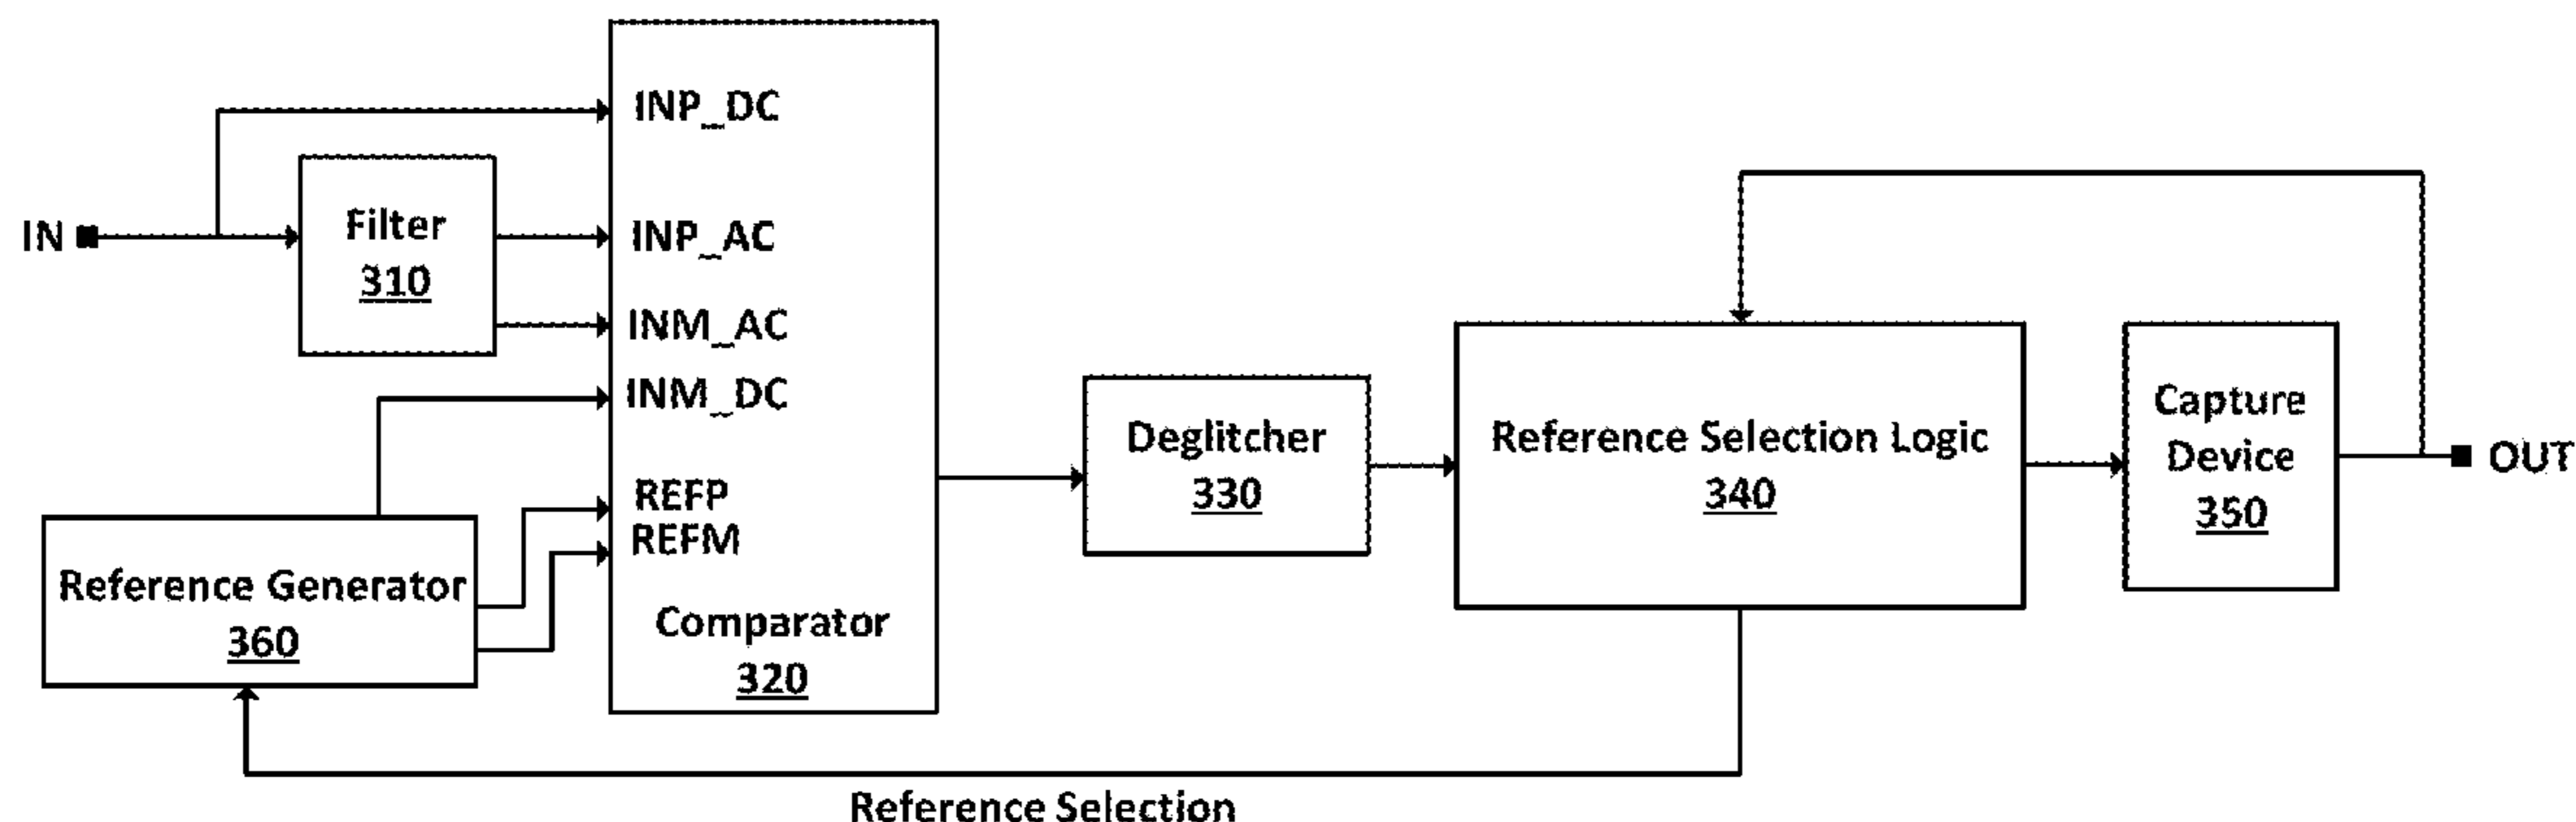 INP_DC
IN
Filter
310
INP_AC
INM_AC
INM_DC
REFP
REFM
Comparator
320
Reference Generator
360
Deglitcher
330
Reference Selection Logic
340
Capture
Device
350
OUT
Reference Selection